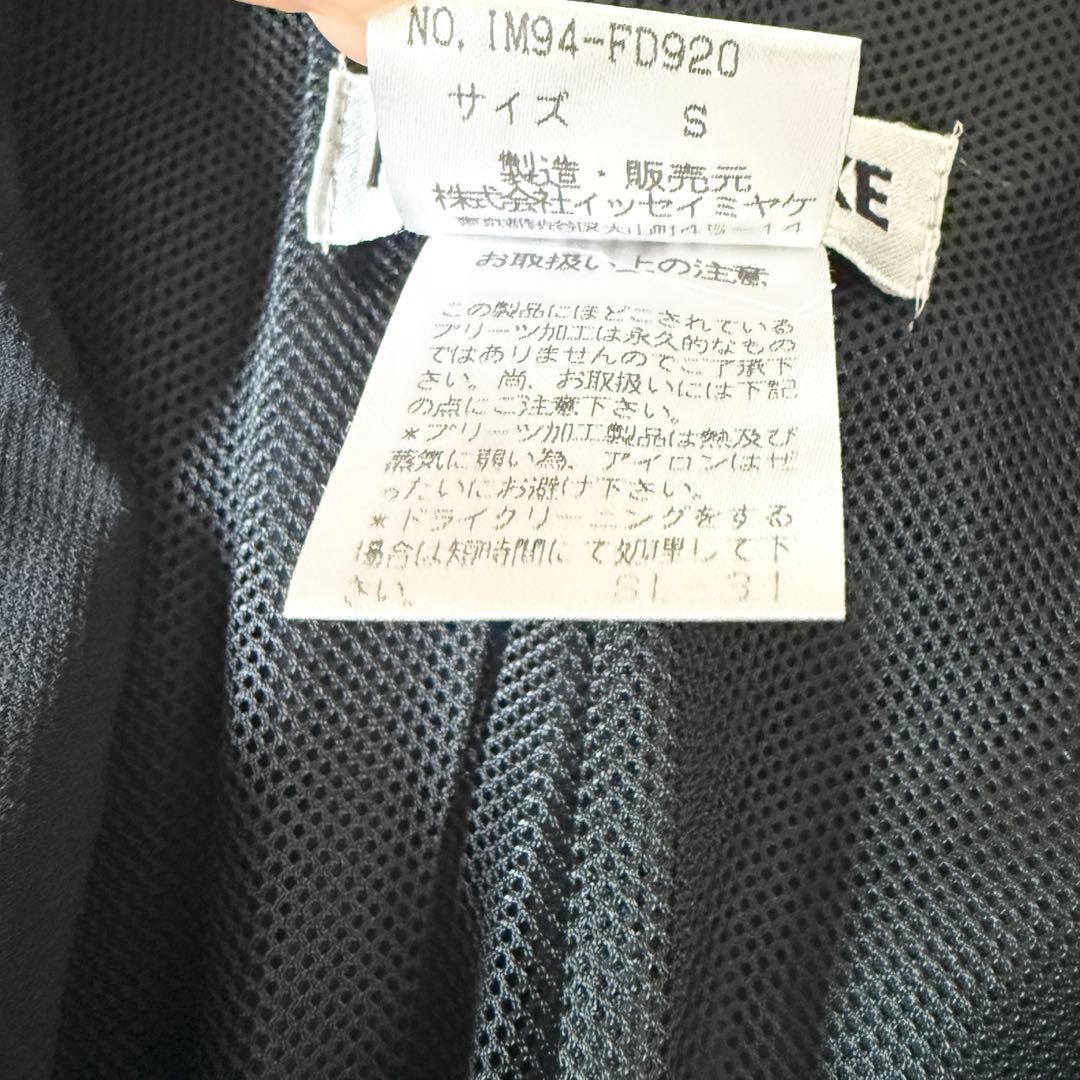 NO. IM94-FD920
サイズ S
製造・販売元
株式会社イッセイミヤケ
KE
お取扱い上の注意
この製品にほどこされている
プリーツ加工は永久的なもの
ではありませんのでご了承下
さい。尚、お取扱いには下記
の点にご注意下さい。
*プリーツ加工製品は熱及び
蒸気に弱い為、アイロンはぜ
ったいにお避け下さい。
*ドライクリーニングをする
場合は短時間にて処理して下
さい。 SL-31